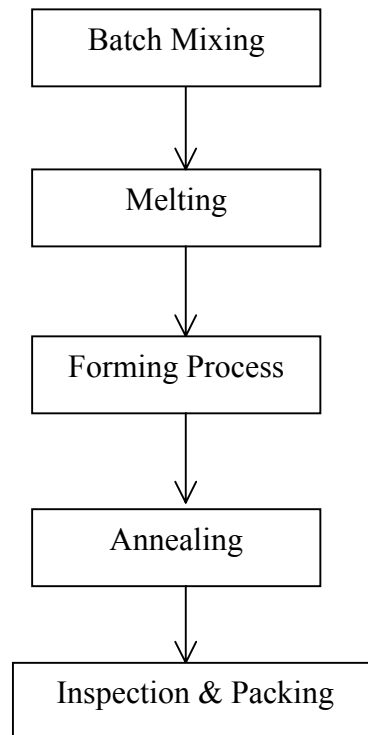 Batch Mixing
Melting
Forming Process
Annealing
Inspection & Packing